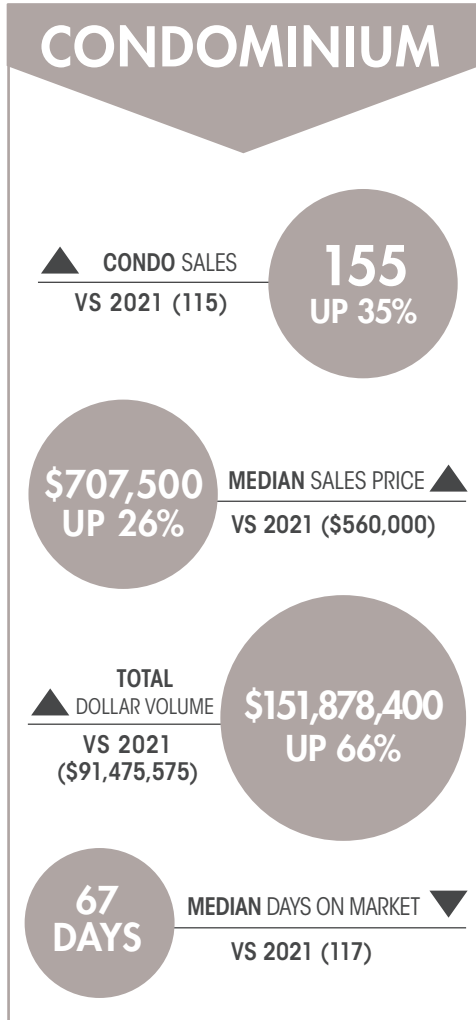 CONDOMINIUM
CONDO SALES
VS 2021 (115)
155
UP 35%
$707,500
UP 26%
MEDIAN SALES PRICE
VS 2021 ($560,000)
TOTAL
DOLLAR VOLUME
VS 2021
($91,475,575)
$151,878,400
UP 66%
67
DAYS
MEDIAN DAYS ON MARKET
VS 2021 (117)